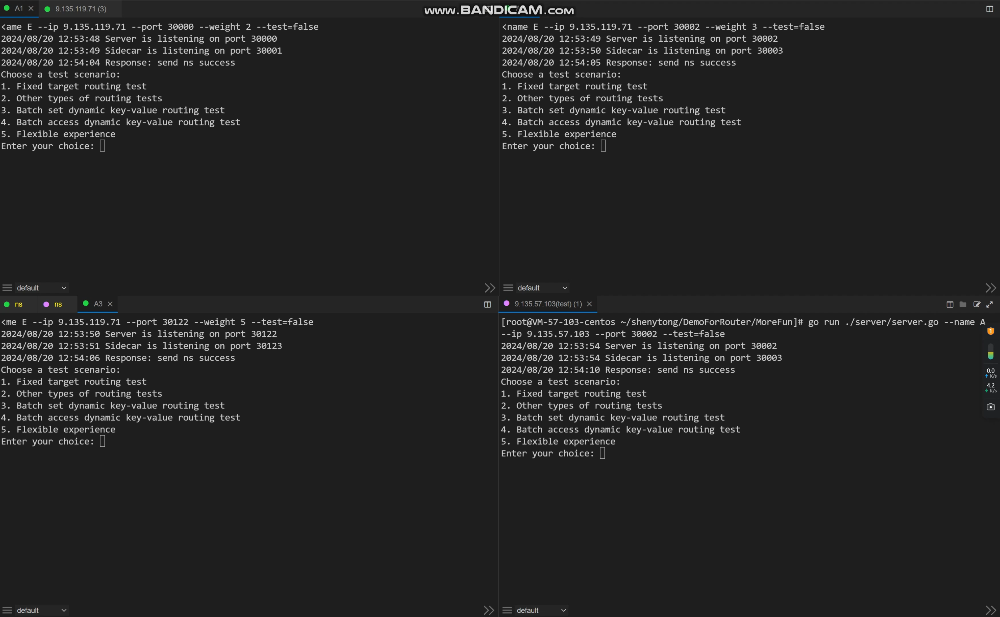 A1
9.135.119.71 (3)
www.BANDICAM.com
<ame E --ip 9.135.119.71 --port 30000 --weight 2 --test=false
2024/08/20 12:53:48 Server is listening on port 30000
2024/08/20 12:53:49 Sidecar is listening on port 30001
2024/08/20 12:54:04 Response: send ns success
Choose a test scenario:
1. Fixed target routing test
2. Other types of routing tests
3. Batch set dynamic key-value routing test
4. Batch access dynamic key-value routing test
5. Flexible experience
Enter your choice:
default
<name E --ip 9.135.119.71 --port 30002 --weight 3 --test=false
2024/08/20 12:53:49 Server is listening on port 30002
2024/08/20 12:53:50 Sidecar is listening on port 30003
2024/08/20 12:54:05 Response: send ns success
Choose a test scenario:
1. Fixed target routing test
2. Other types of routing tests
3. Batch set dynamic key-value routing test
4. Batch access dynamic key-value routing test
5. Flexible experience
Enter your choice:
default
ns
ns
A3
<me E --ip 9.135.119.71 --port 30122 --weight 5 --test=false
2024/08/20 12:53:50 Server is listening on port 30122
2024/08/20 12:53:51 Sidecar is listening on port 30123
2024/08/20 12:54:06 Response: send ns success
Choose a test scenario:
1. Fixed target routing test
2. Other types of routing tests
3. Batch set dynamic key-value routing test
4. Batch access dynamic key-value routing test
5. Flexible experience
Enter your choice:
default
9.135.57.103(test) (1)
[root@VM-57-103-centos ~/shenytong/DemoForRouter/MoreFun]# go run ./server/server.go --name A
--ip 9.135.57.103 --port 30002 --test=false
2024/08/20 12:53:54 Server is listening on port 30002
2024/08/20 12:53:54 Sidecar is listening on port 30003
2024/08/20 12:54:10 Response: send ns success
Choose a test scenario:
1. Fixed target routing test
2. Other types of routing tests
3. Batch set dynamic key-value routing test
4. Batch access dynamic key-value routing test
5. Flexible experience
Enter your choice:
default
1
0.0
K/s
4.2
K/s